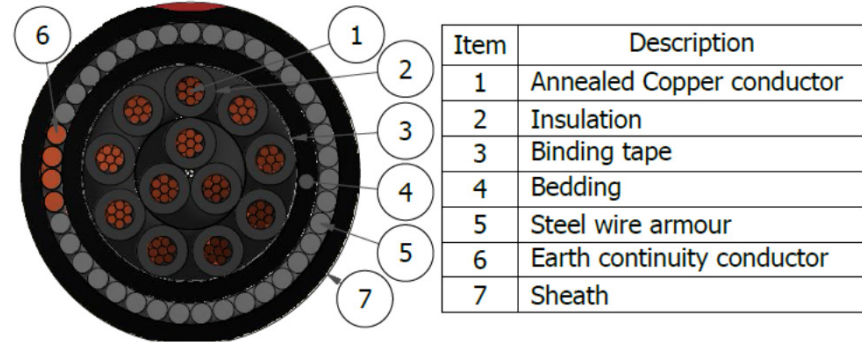 6
1
2
3
4
5
7
Item Description
1 Annealed Copper conductor
2 Insulation
3 Binding tape
4 Bedding
5 Steel wire armour
6 Earth continuity conductor
7 Sheath